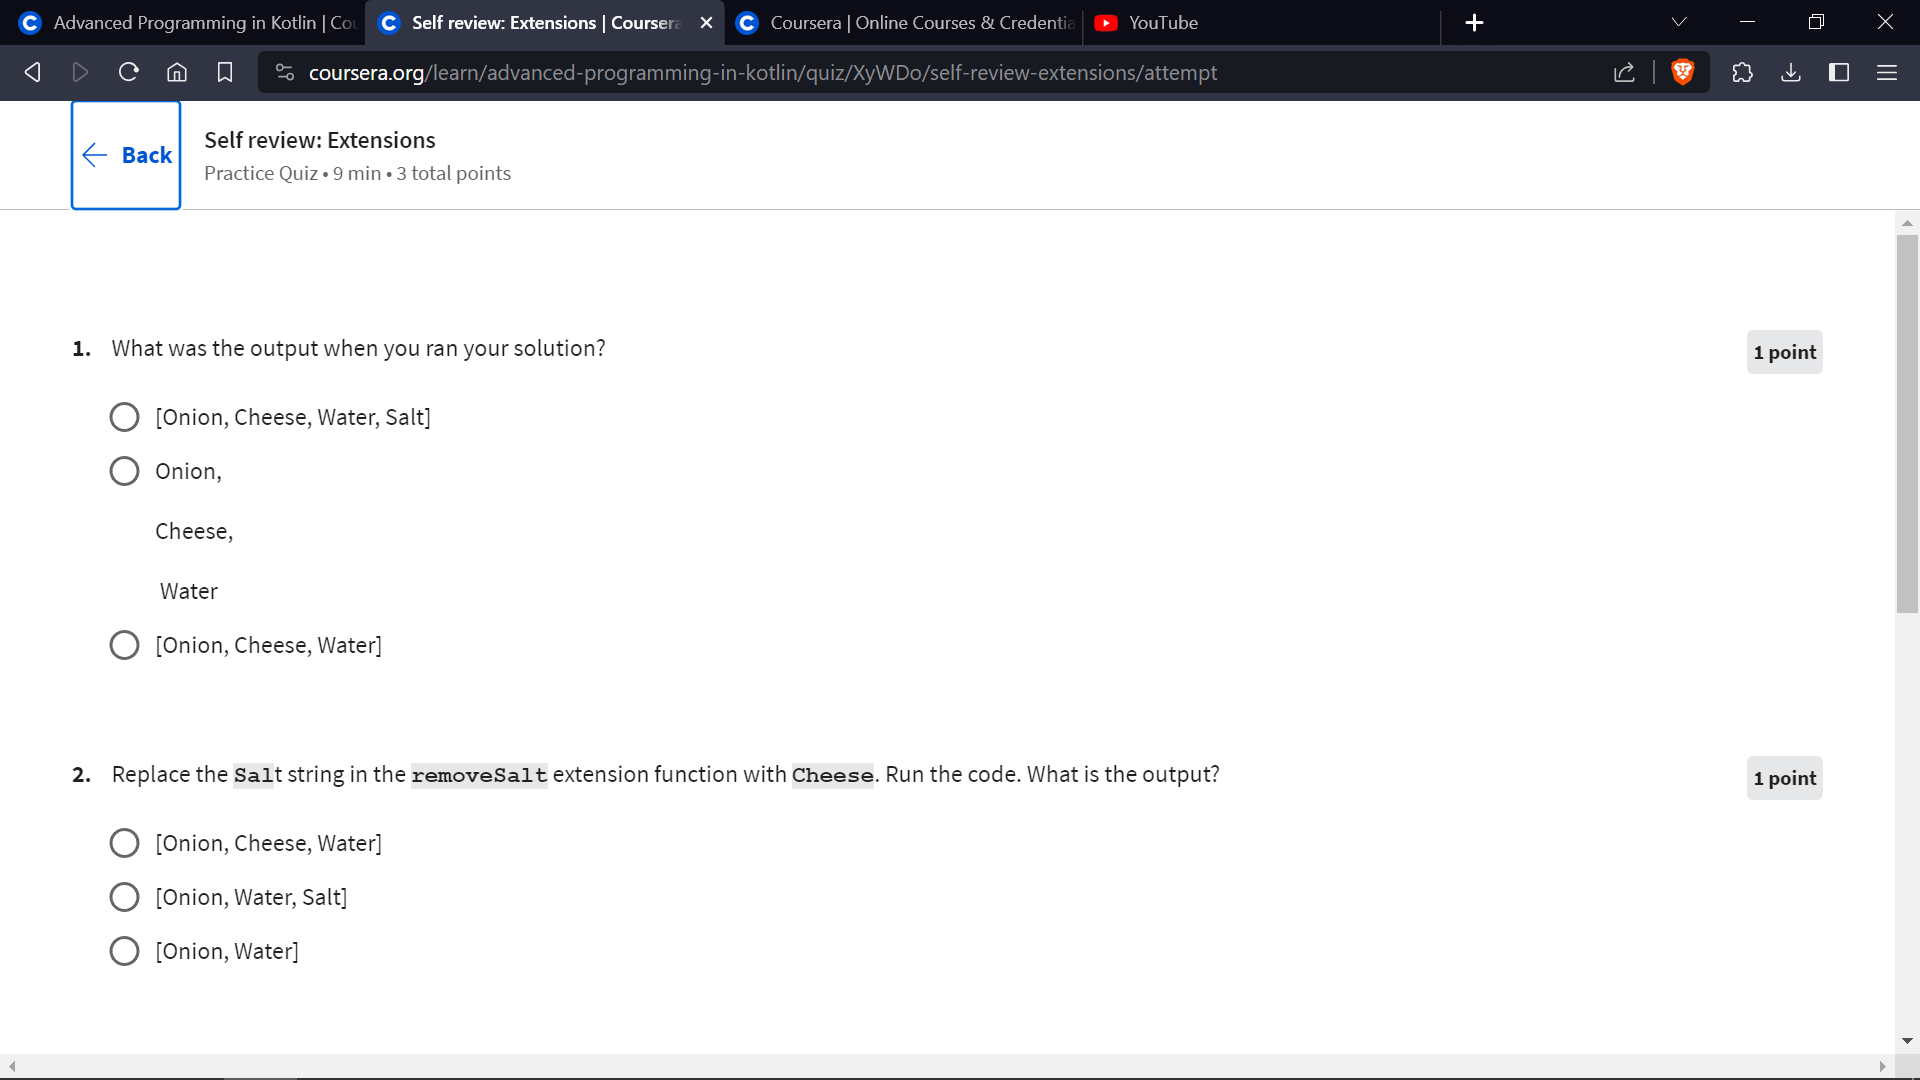 Advanced Programming in Kotlin | Cou
Self review: Extensions | Coursera
Coursera | Online Courses & Credentia
YouTube
coursera.org/learn/advanced-programming-in-kotlin/quiz/XyWDo/self-review-extensions/attempt
Back
Self review: Extensions
Practice Quiz • 9 min • 3 total points
1. What was the output when you ran your solution?
1 point
[Onion, Cheese, Water, Salt]
Onion,
Cheese,
Water
[Onion, Cheese, Water]
2. Replace the Salt string in the removeSalt extension function with Cheese. Run the code. What is the output?
1 point
[Onion, Cheese, Water]
[Onion, Water, Salt]
[Onion, Water]